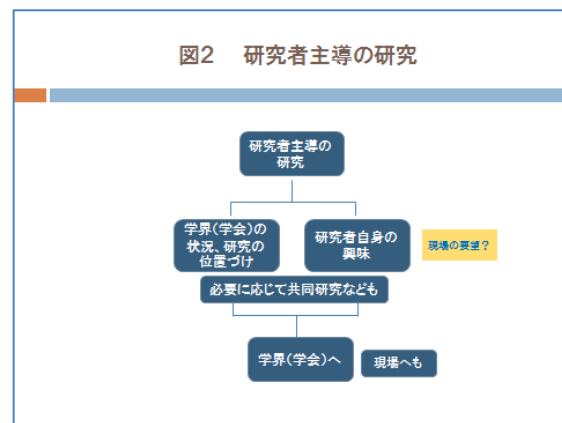 図2　研究者主導の研究
研究者主導の
研究
学界(学会)の
状況、研究の
位置づけ
研究者自身の
興味
現場の要望？
必要に応じて共同研究なども
学界(学会)へ
現場へも